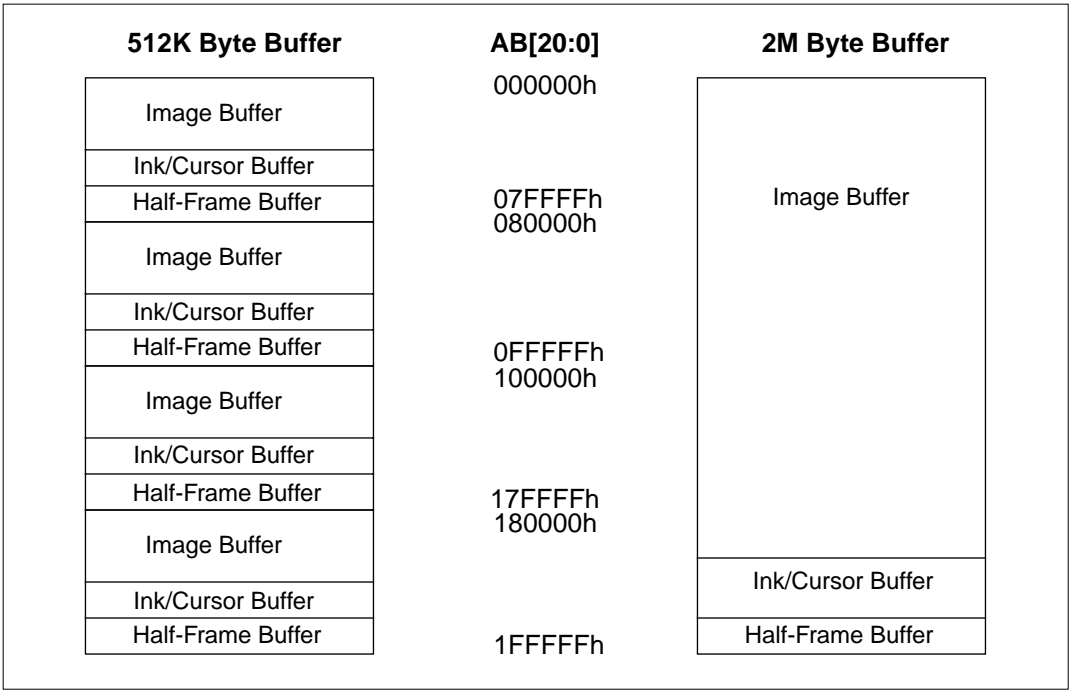 512K Byte Buffer
AB[20:0]
2M Byte Buffer
000000h
Image Buffer
Ink/Cursor Buffer
Half-Frame Buffer
07FFFFh
Image Buffer
080000h
Image Buffer
Ink/Cursor Buffer
Half-Frame Buffer
0FFFFFh
100000h
Image Buffer
Ink/Cursor Buffer
Half-Frame Buffer
17FFFFh
180000h
Image Buffer
Ink/Cursor Buffer
Ink/Cursor Buffer
Half-Frame Buffer
1FFFFFh
Half-Frame Buffer